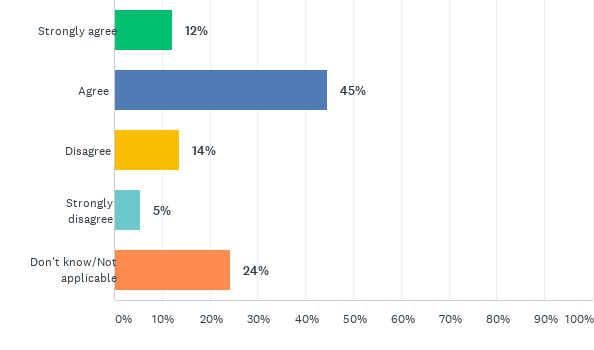 Strongly agree 12%
Agree 45%
Disagree 14%
Strongly
disagree 5%
Don't know/Not
applicable 24%
0% 10% 20% 30% 40% 50% 60% 70% 80% 90% 100%